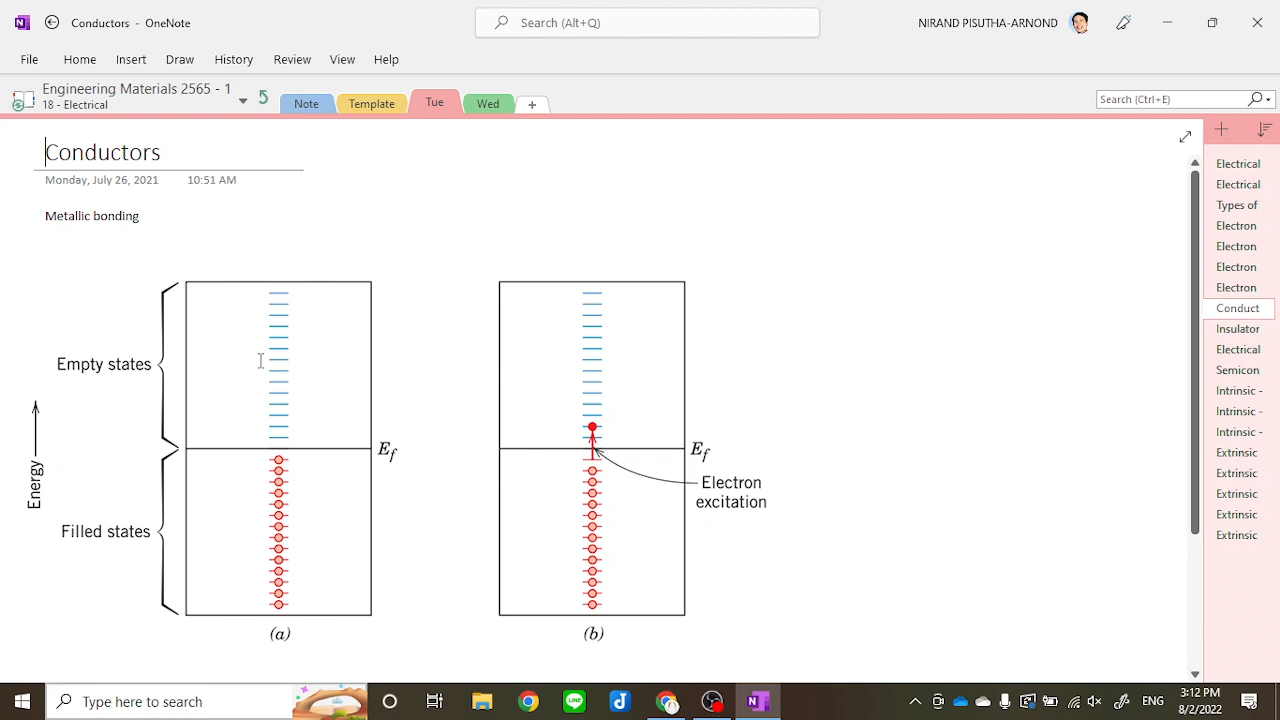 Conductors - OneNote
Search (Alt+Q)
NIRAND PISUTHA-ARNOND
File Home Insert Draw History Review View Help
Engineering Materials 2565 - 1
18 - Electrical
Note Template Tue Wed +
Search (Ctrl+E)
Conductors
Monday, July 26, 2021 10:51 AM
Metallic bonding
Empty states
Energy
Filled states
Ef
(a)
Ef
Electron
excitation
(b)
Electrical
Electrical
Types of
Electron
Electron
Electron
Electron
Conduct
Insulator
Electrical
Semicon
Intrinsic -
Intrinsic -
Intrinsic -
Extrinsic
Extrinsic
Extrinsic
Extrinsic
Extrinsic
Type here to search
LINE
ENG
3:12 PM
8/2/2022